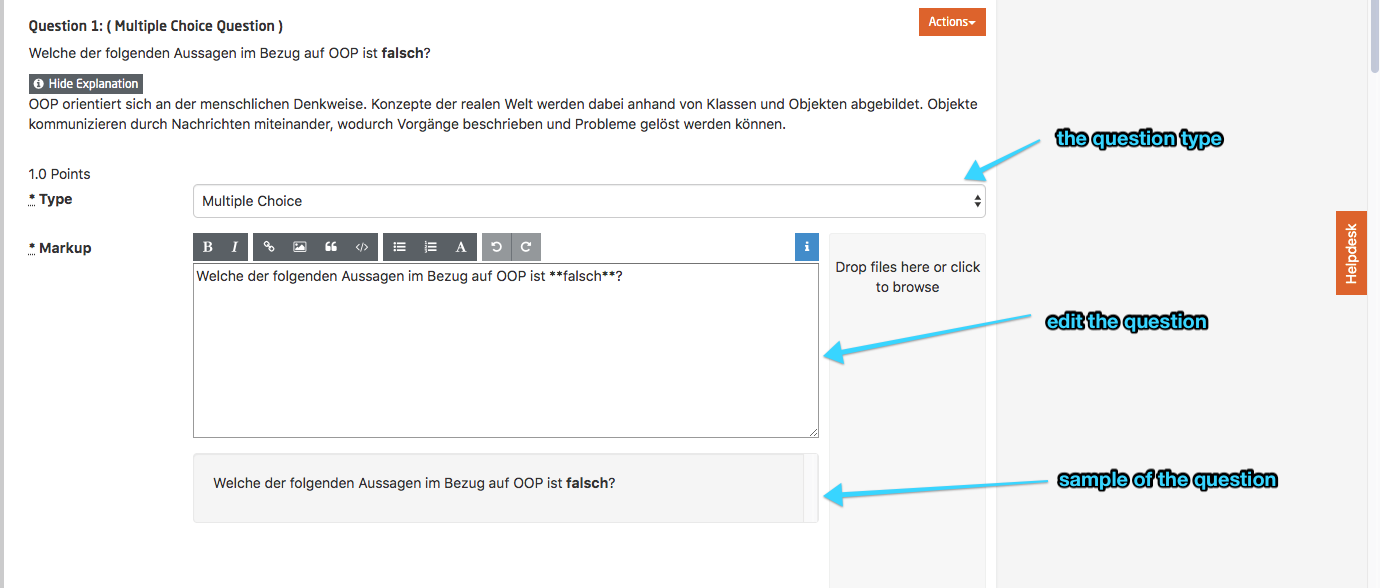 Question 1: ( Multiple Choice Question )
Actions
Welche der folgenden Aussagen im Bezug auf OOP ist falsch?
Hide Explanation
OOP orientiert sich an der menschlichen Denkweise. Konzepte der realen Welt werden dabei anhand von Klassen und Objekten abgebildet. Objekte
kommunizieren durch Nachrichten miteinander, wodurch Vorgänge beschrieben und Probleme gelöst werden können.
the question type
1.0 Points
* Type
Multiple Choice
* Markup
B I </> A i
Welche der folgenden Aussagen im Bezug auf OOP ist **falsch**?
Drop files here or click
to browse
Helpdesk
edit the question
sample of the question
Welche der folgenden Aussagen im Bezug auf OOP ist falsch?